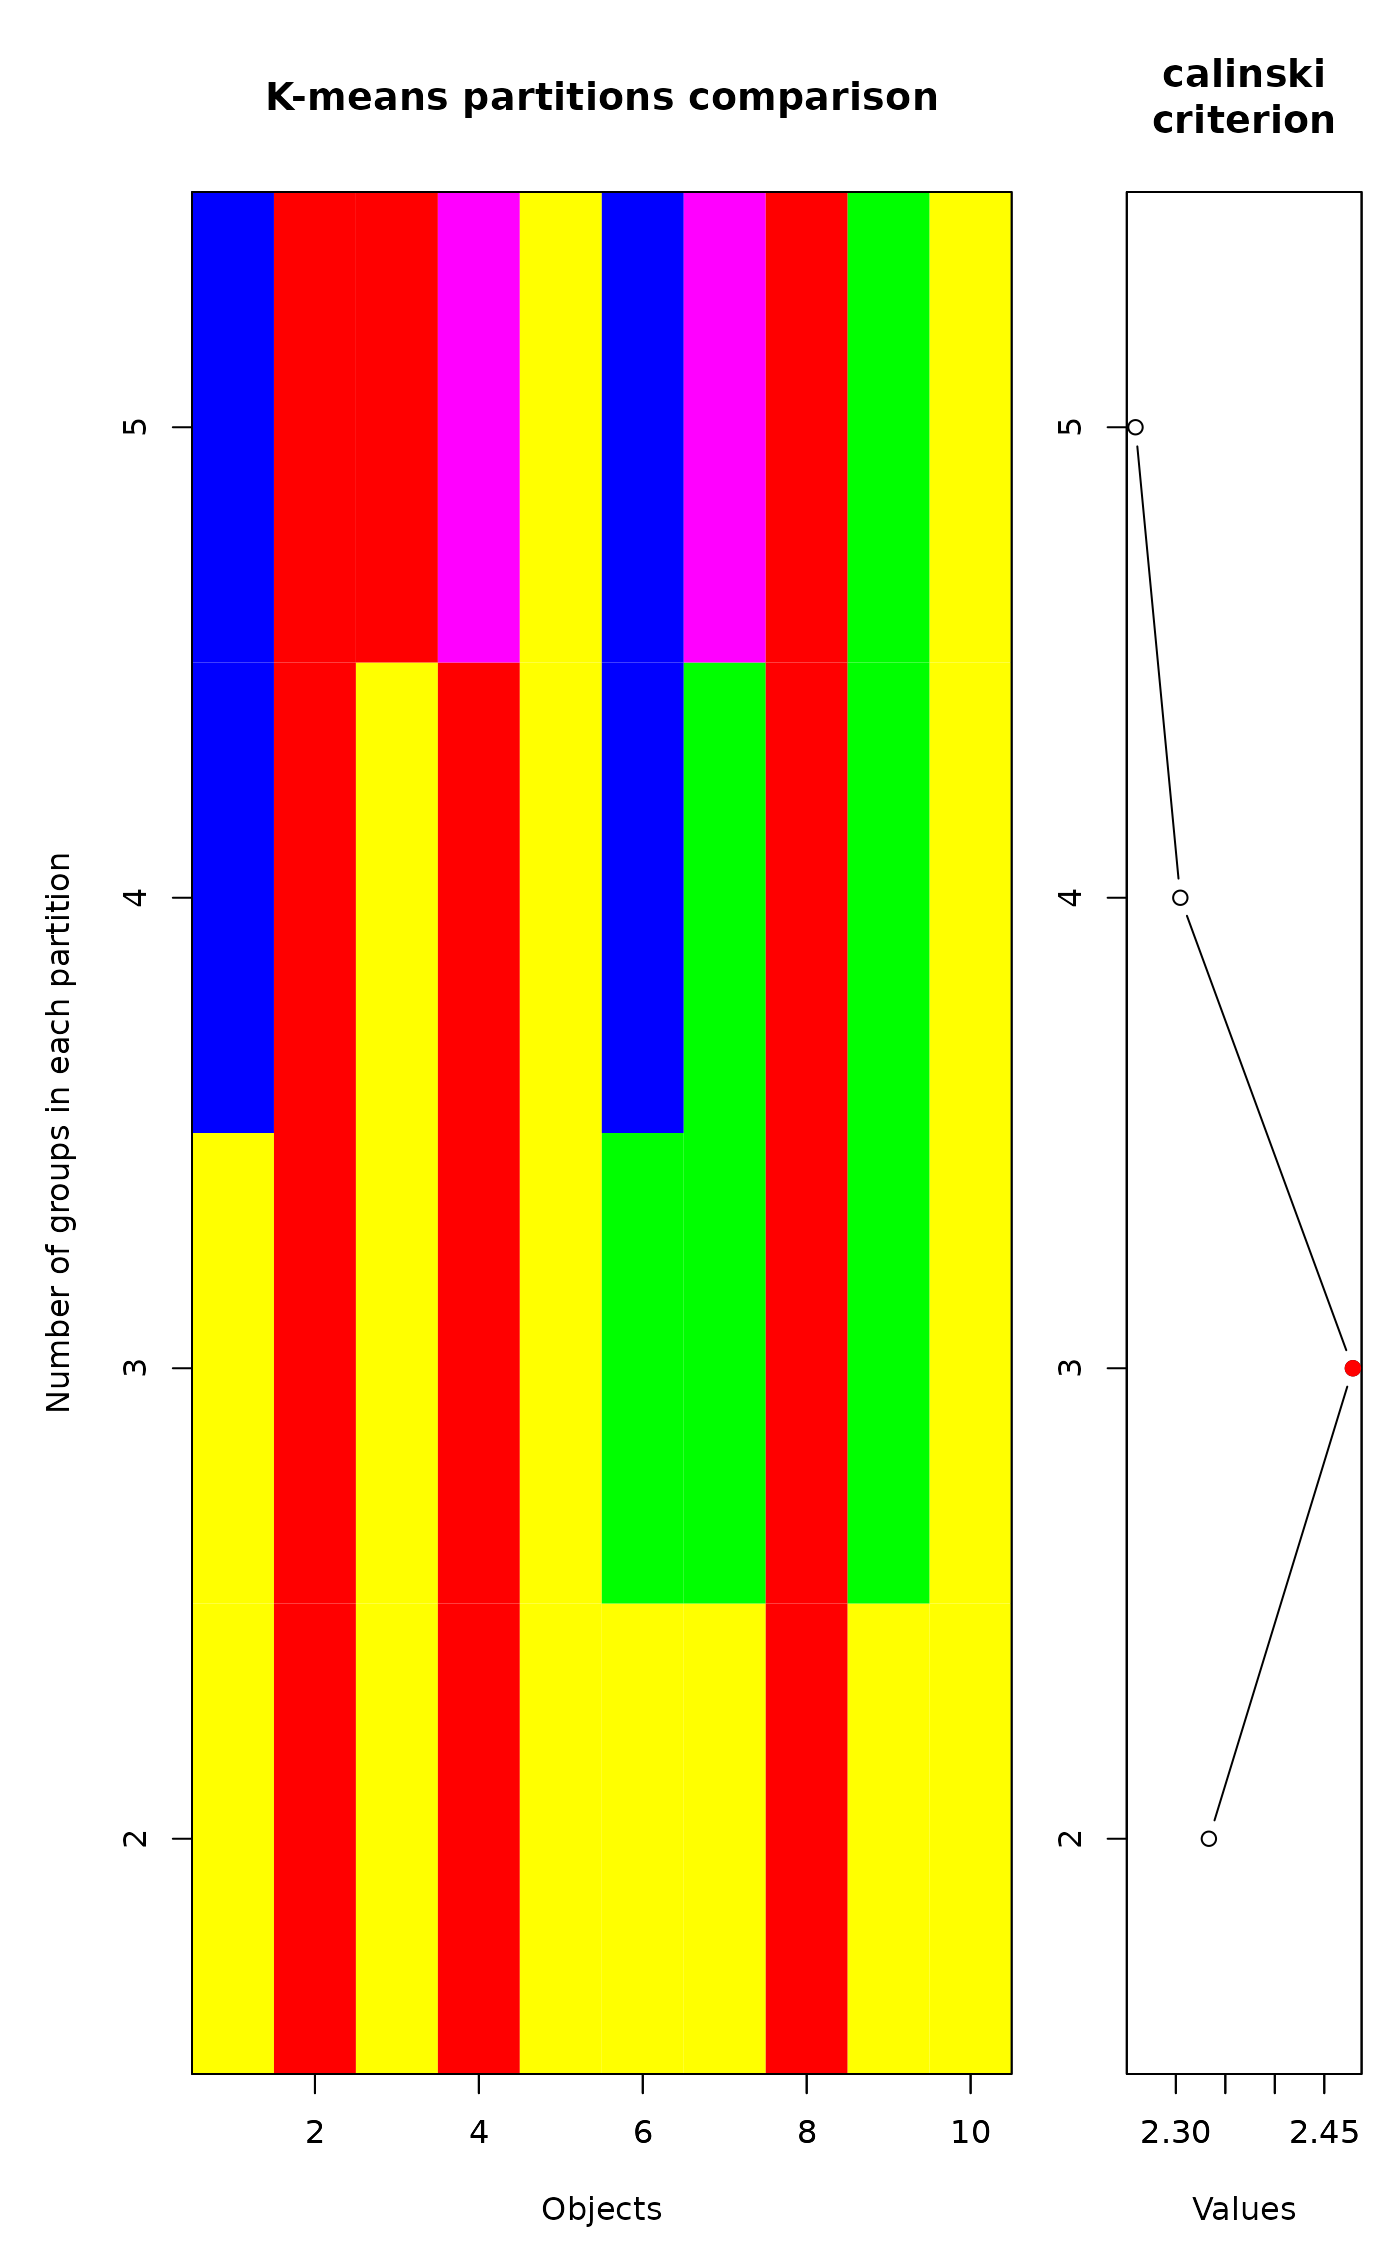 K-means partitions comparison
calinski
criterion
Number of groups in each partition
5
4
3
2
2 4 6 8 10
Objects
5
4
3
2
2.30 2.45
Values